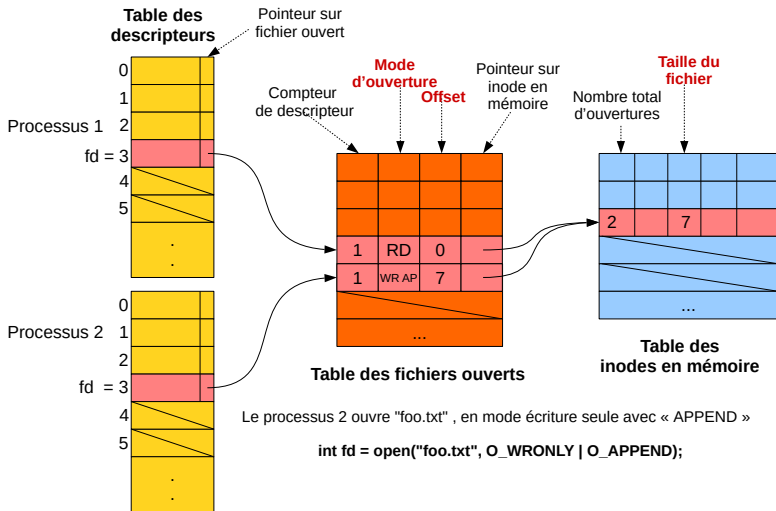 Table des
descripteurs
Pointeur sur
fichier ouvert
0
1
Processus 1
2
fd = 3
4
5
.
.
Compteur
de descripteur
Mode
d'ouverture
Offset
Pointeur sur
inode en
mémoire
Nombre total
d'ouvertures
Taille du
fichier
1 RD 0
1 WR AP 7
...
2 7
...
Table des fichiers ouverts
Table des
inodes en mémoire
0
Processus 2
1
2
fd = 3
4
5
.
.
Le processus 2 ouvre "foo.txt" , en mode écriture seule avec « APPEND »
int fd = open("foo.txt", O_WRONLY | O_APPEND);